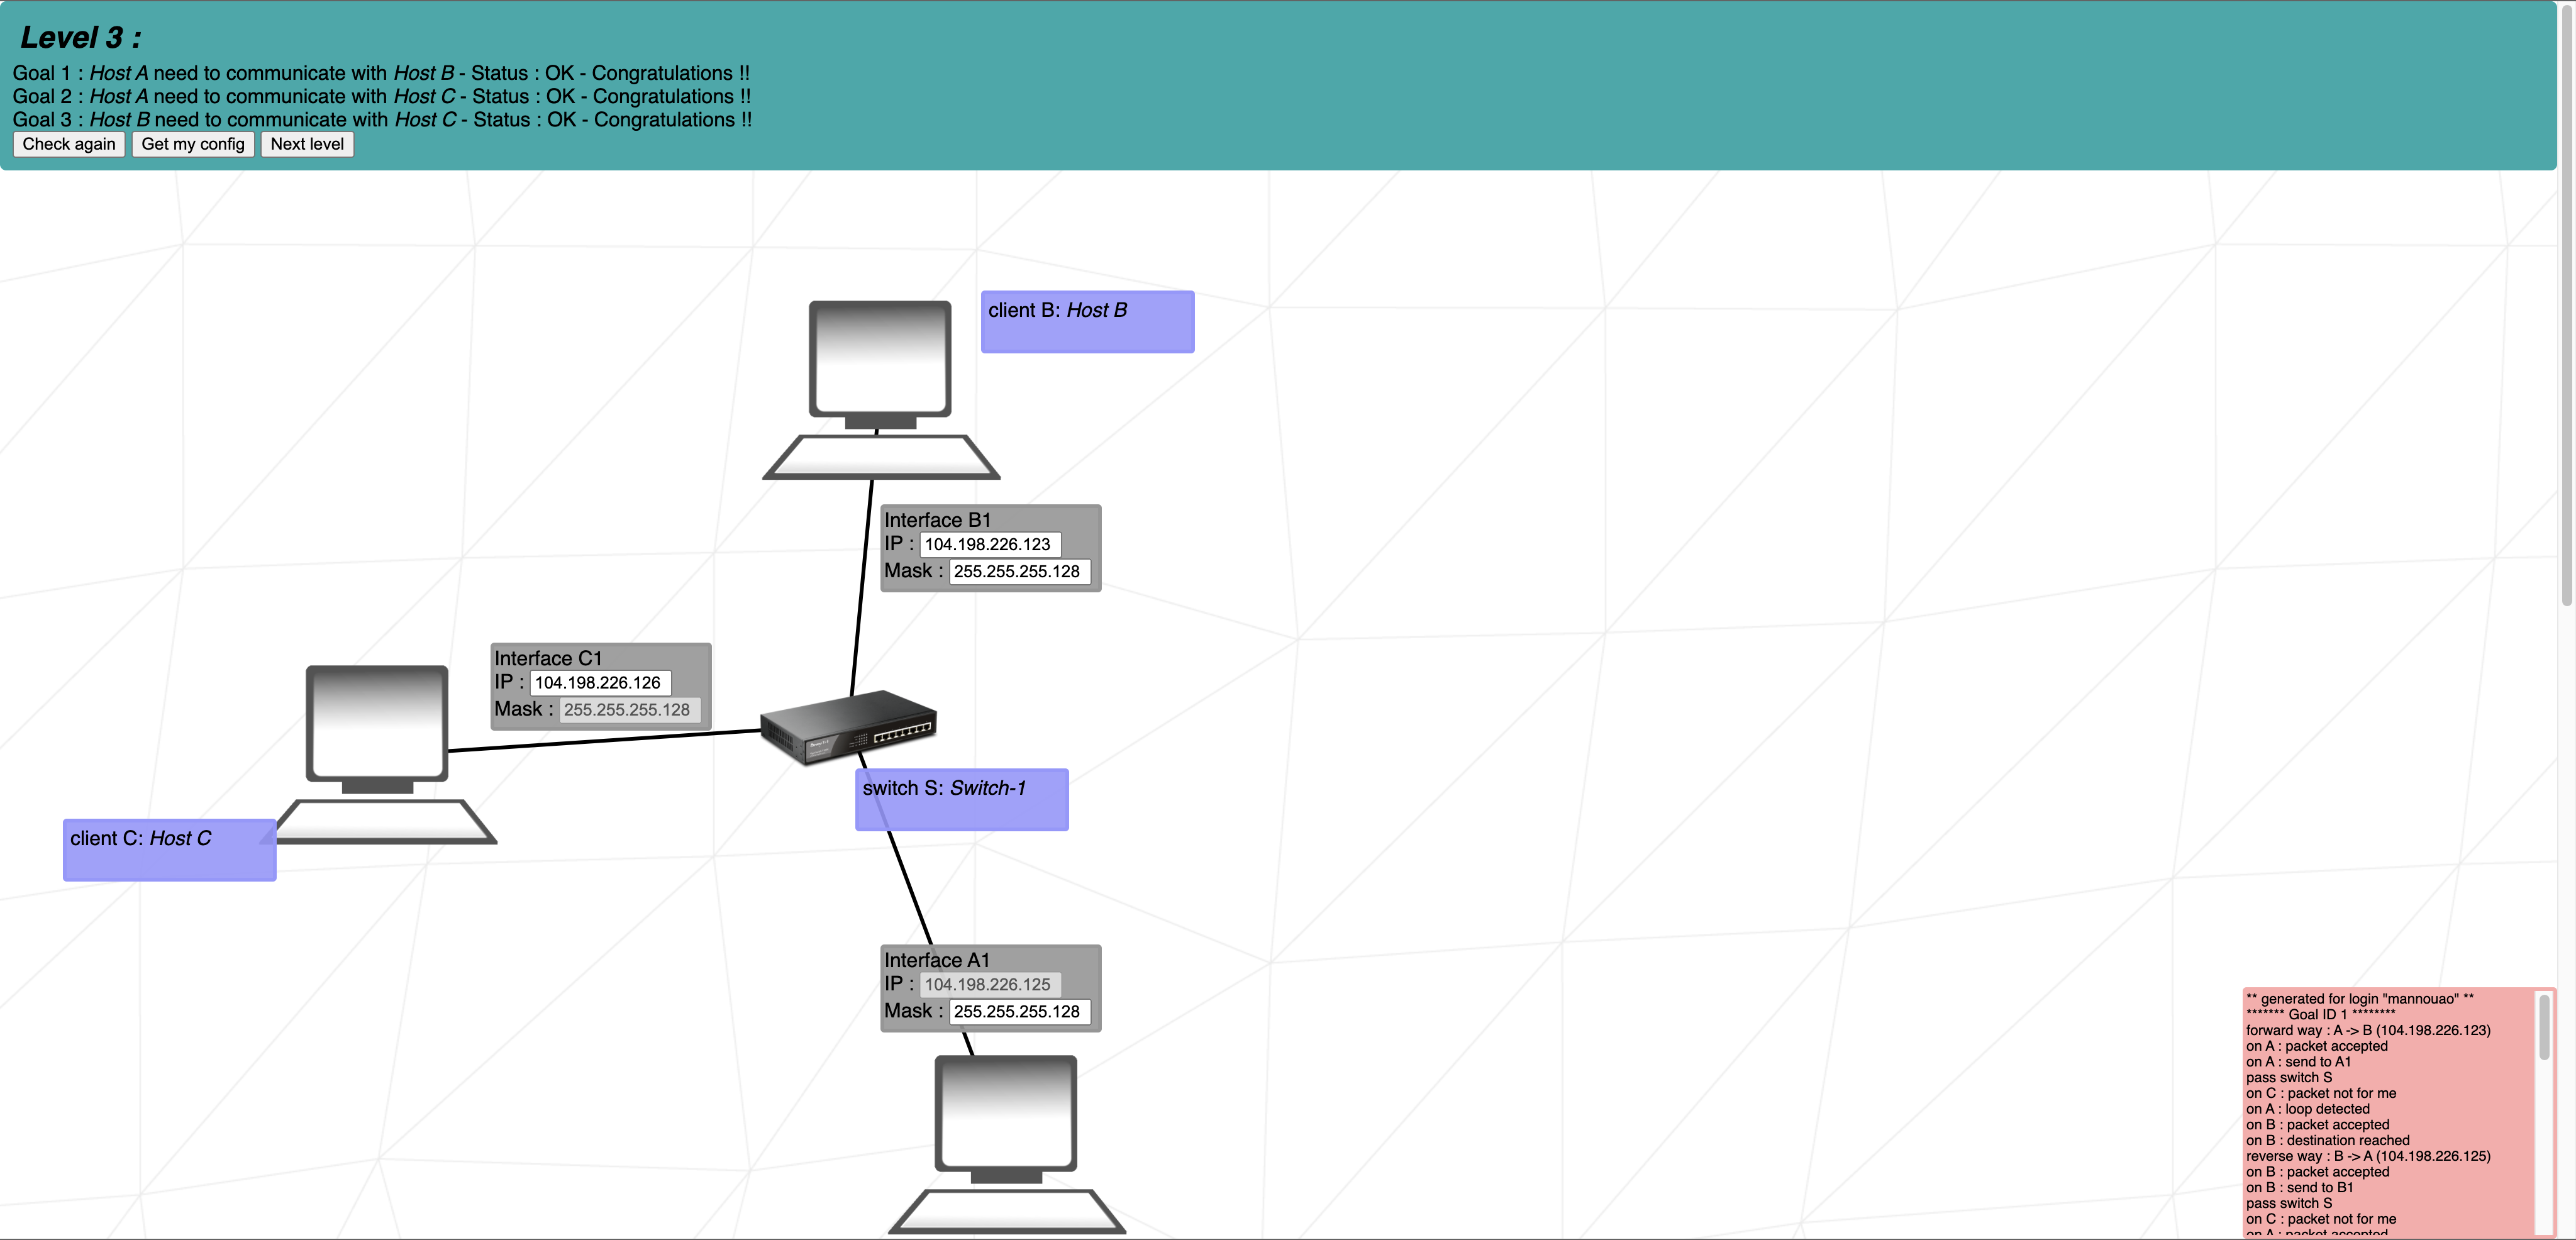 Level 3 :
Goal 1 : Host A need to communicate with Host B - Status : OK - Congratulations !!
Goal 2 : Host A need to communicate with Host C - Status : OK - Congratulations !!
Goal 3 : Host B need to communicate with Host C - Status : OK - Congratulations !!
Check again Get my config Next level
client B: Host B
Interface B1
IP : 104.198.226.123
Mask : 255.255.255.128
Interface C1
IP : 104.198.226.126
Mask : 255.255.255.128
switch S: Switch-1
client C: Host C
Interface A1
IP : 104.198.226.125
Mask : 255.255.255.128
** generated for login "mannouao" **
******* Goal ID 1 ********
forward way : A -> B (104.198.226.123)
on A : packet accepted
on A : send to A1
pass switch S
on C : packet not for me
on A : loop detected
on B : packet accepted
on B : destination reached
reverse way : B -> A (104.198.226.125)
on B : packet accepted
on B : send to B1
pass switch S
on C : packet not for me
on A : packet accepted